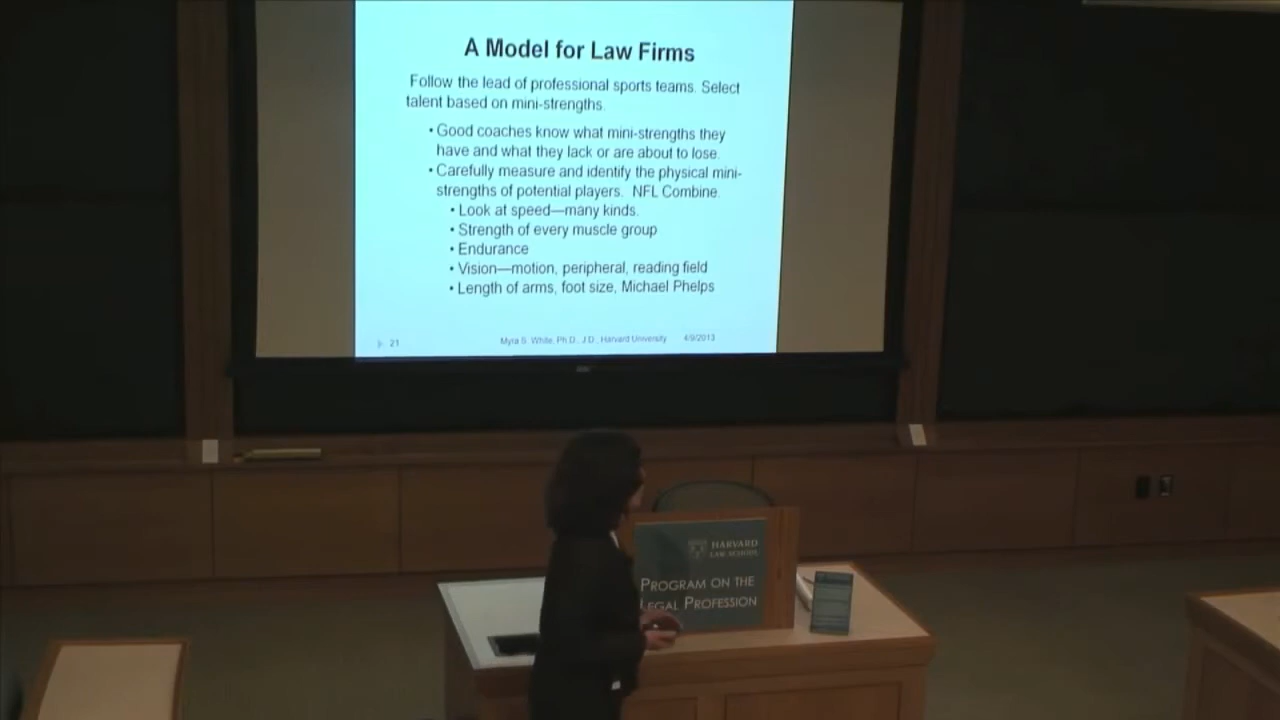 A Model for Law Firms
Follow the lead of professional sports teams. Select
talent based on mini-strengths.
• Good coaches know what mini-strengths they
have and what they lack or are about to lose.
• Carefully measure and identify the physical mini-
strengths of potential players. NFL Combine.
• Look at speed—many kinds.
• Strength of every muscle group
• Endurance
• Vision—motion, peripheral, reading field
• Length of arms, foot size, Michael Phelps
21 Myra S. White, Ph.D., J.D., Harvard University 4/9/2013
HARVARD
LAW SCHOOL
PROGRAM ON THE
LEGAL PROFESSION